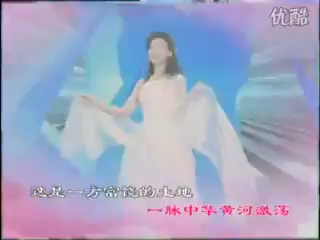 优酷
这是一方富饶的土地
一脉中华黄河激荡